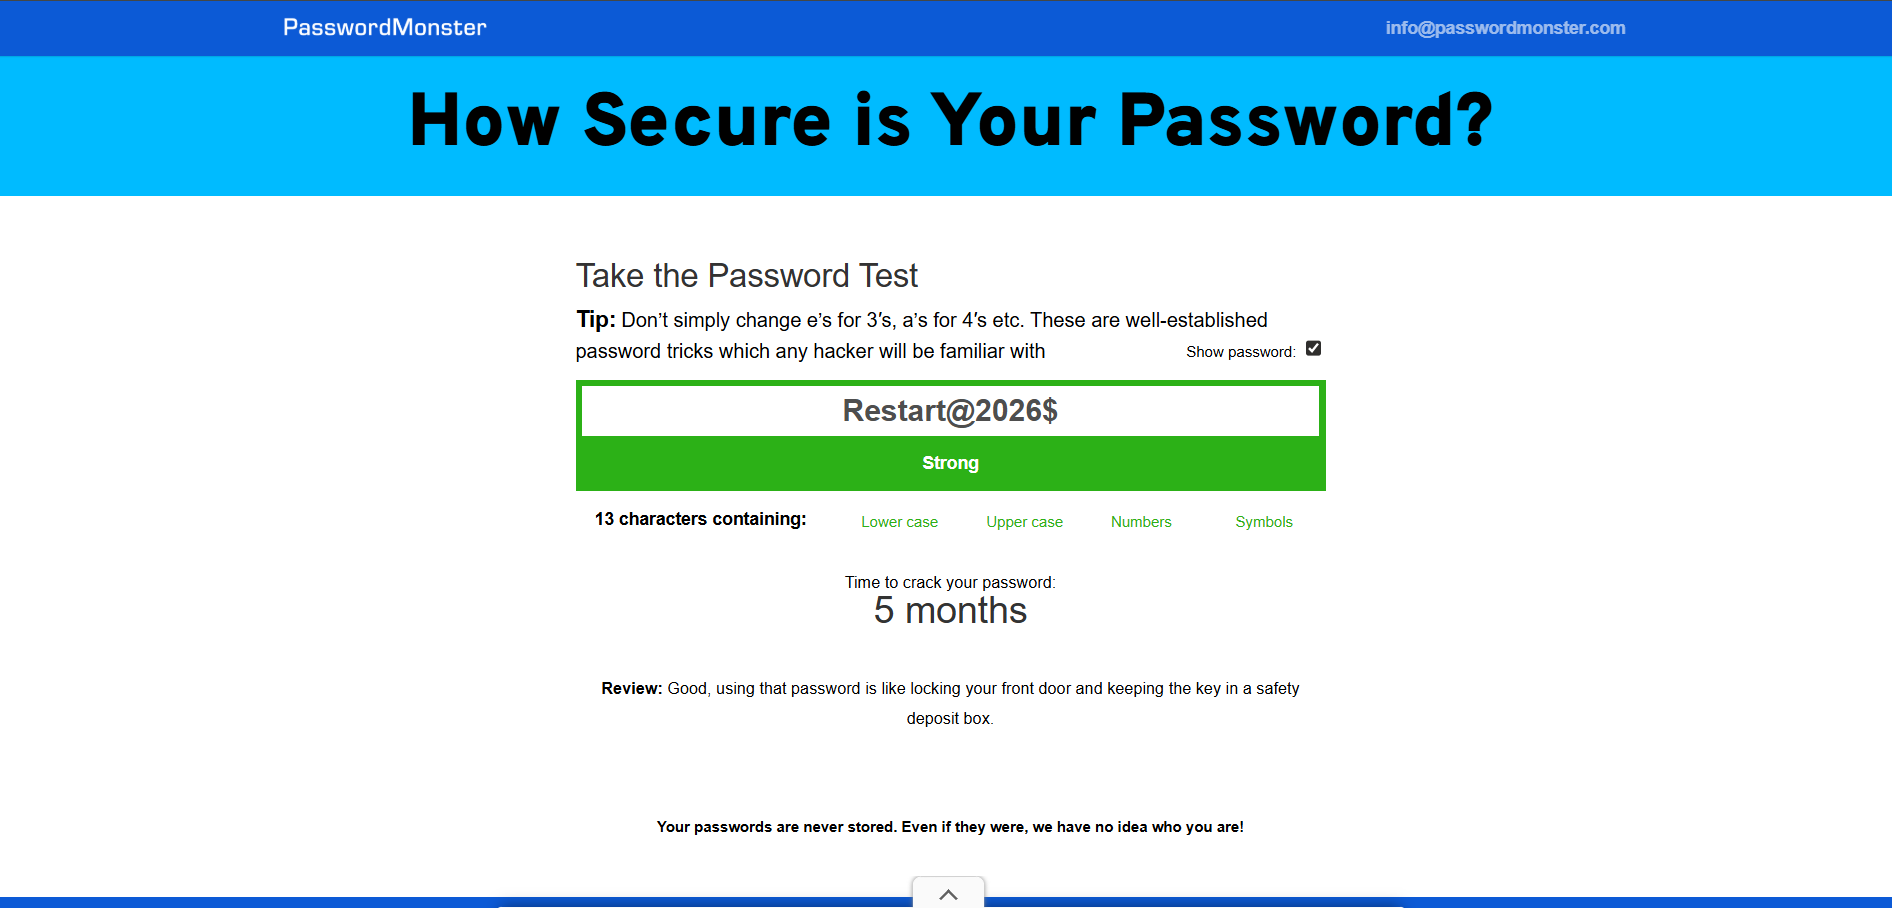 PasswordMonster
info@passwordmonster.com
How Secure is Your Password?
Take the Password Test
Tip: Don’t simply change e’s for 3′s, a’s for 4′s etc. These are well-established
password tricks which any hacker will be familiar with
Show password:
Restart@2026$
Strong
13 characters containing:
Lower case
Upper case
Numbers
Symbols
Time to crack your password:
5 months
Review: Good, using that password is like locking your front door and keeping the key in a safety
deposit box.
Your passwords are never stored. Even if they were, we have no idea who you are!